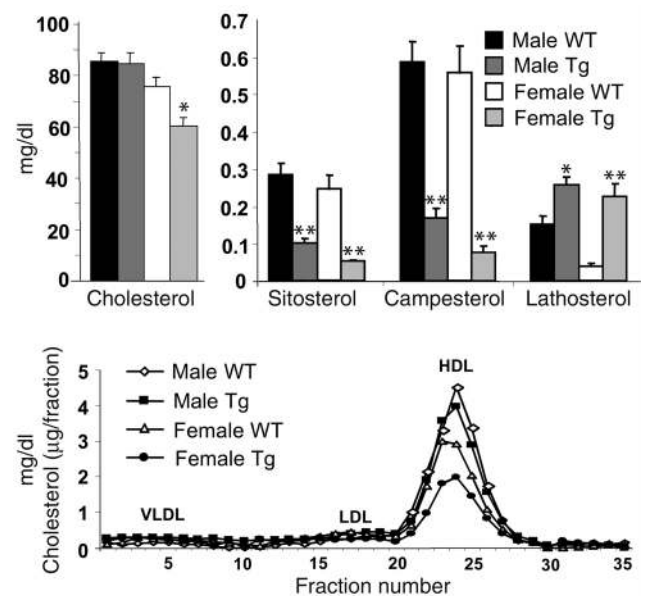 mg/dl
100
80
60
40
20
0
*
Cholesterol
0.7
0.6
0.5
0.4
0.3
0.2
0.1
0
** ** ** ** * **
Sitosterol Campesterol Lathosterol
Male WT
Male Tg
Female WT
Female Tg
mg/dl
Cholesterol (µg/fraction)
5
4
3
2
1
0
Male WT
Male Tg
Female WT
Female Tg
VLDL
LDL
HDL
5 10 15 20 25 30 35
Fraction number